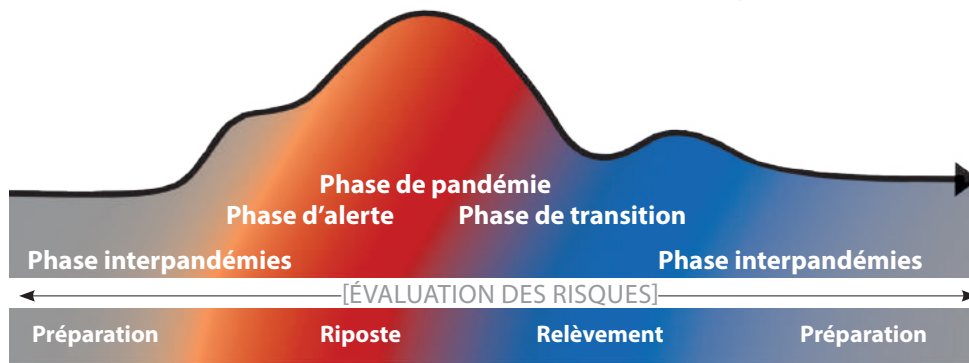 Phase de pandémie
Phase d'alerte Phase de transition
Phase interpandémies Phase interpandémies
[ÉVALUATION DES RISQUES]
Préparation Riposte Relèvement Préparation